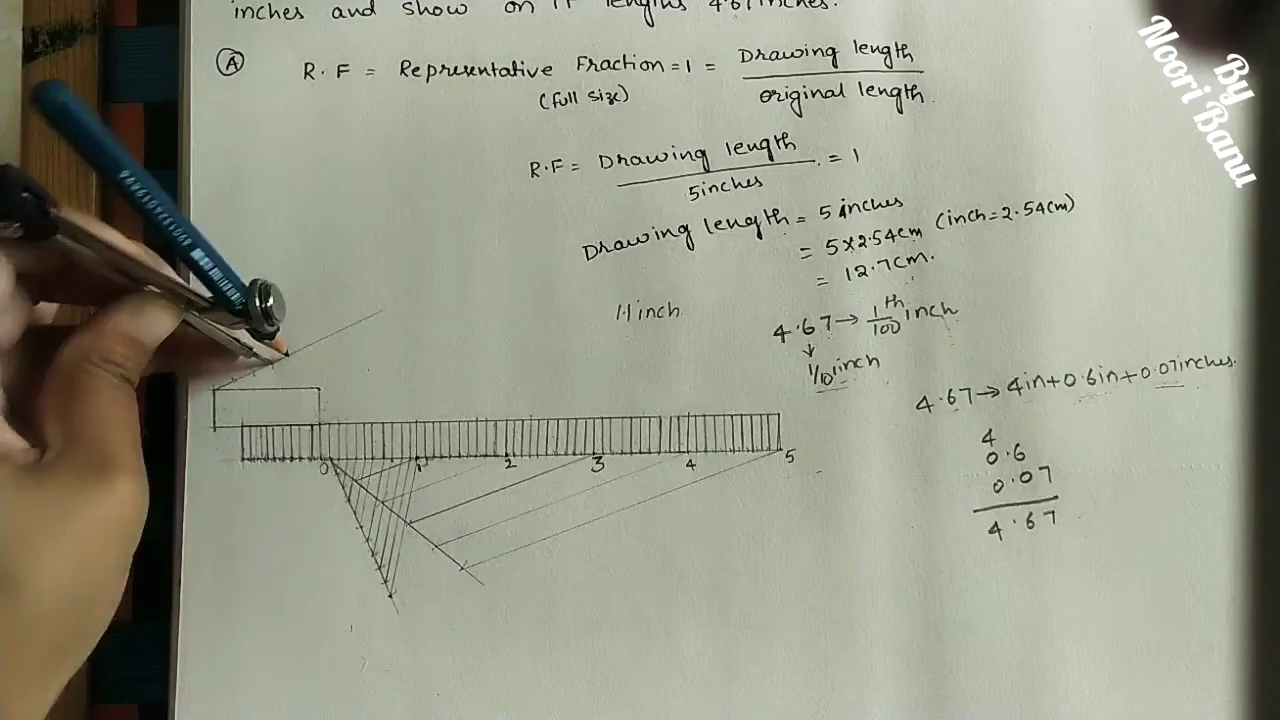 inches and show on it lengths 4.67 inches.
By
Noori Banu
A
R.F = Representative Fraction = 1 = Drawing length
(full size) original length.
R.F = Drawing length = 1
5inches
Drawing length = 5 inches
= 5×2.54cm (inch=2.54cm)
= 12.7cm.
1.1 inch
4.67→ 1/100 th inch
↓
1/10 inch
4.67→4in+0.6in+0.07inches.
4
0.6
0.07
4.67
0 1 2 3 4 5